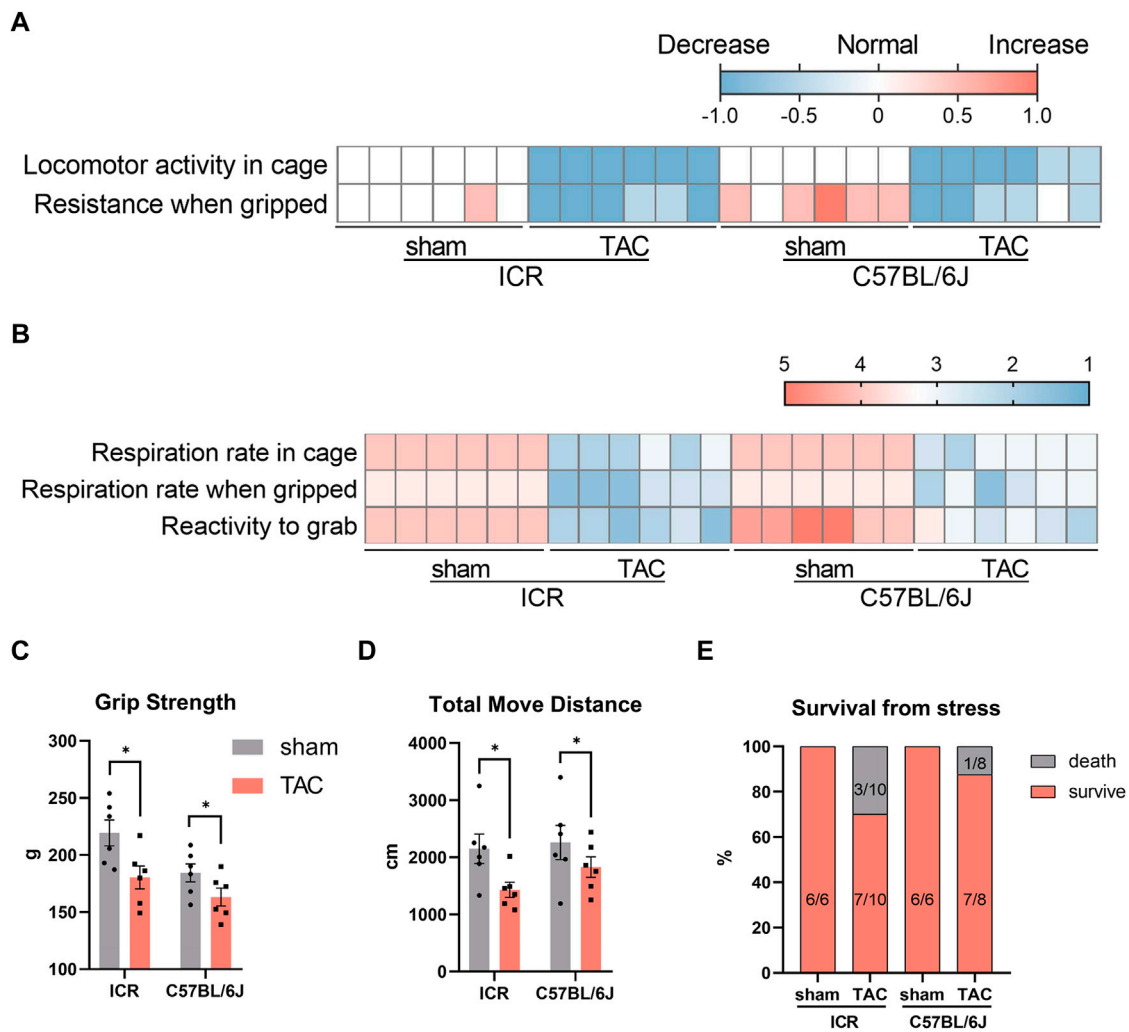 A
Decrease Normal Increase
-1.0 -0.5 0 0.5 1.0
Locomotor activity in cage
Resistance when gripped
sham TAC sham TAC
ICR C57BL/6J
B
5 4 3 2 1
Respiration rate in cage
Respiration rate when gripped
Reactivity to grab
sham TAC sham TAC
ICR C57BL/6J
C
Grip Strength
300
250
200
150
100
g
*
*
sham
TAC
ICR C57BL/6J
D
Total Move Distance
4000
3000
2000
1000
0
cm
*
*
ICR C57BL/6J
E
Survival from stress
100
80
60
40
20
0
%
3/10
1/8
6/6 7/10 6/6 7/8
death
survive
sham TAC sham TAC
ICR C57BL/6J